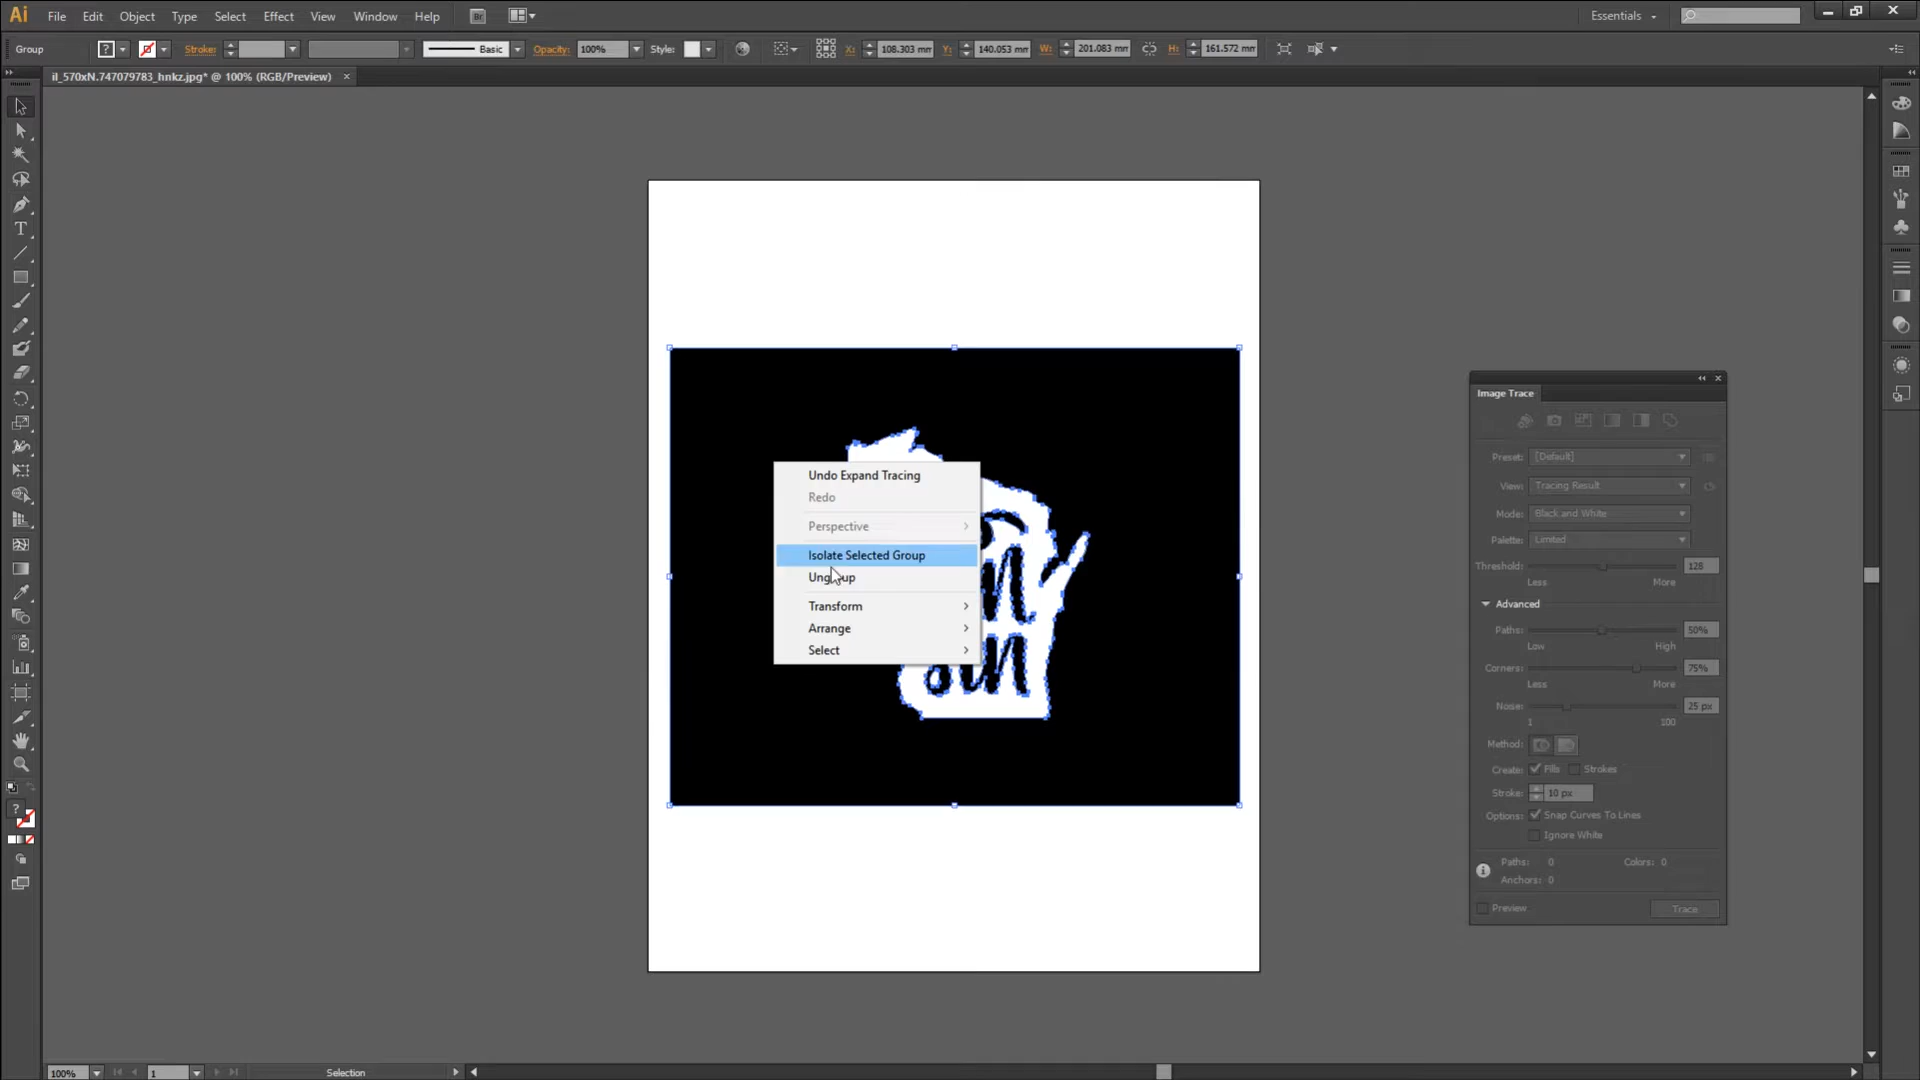 Ai File Edit Object Type Select Effect View Window Help Br Essentials
Group ? Stroke: Basic Opacity: 100% Style: X: 108.303 mm Y: 140.053 mm W: 201.083 mm H: 161.572 mm
il_570xN.747079783_hnkz.jpg* @ 100% (RGB/Preview) ×
Undo Expand Tracing
Redo
Perspective
Isolate Selected Group
Ungroup
Transform
Arrange
Select
Image Trace
Preset: [Default]
View: Tracing Result
Mode: Black and White
Palette: Limited
Threshold: 128
Less More
Advanced
Paths: 50%
Low High
Corners: 75%
Less More
Noise: 25 px
1 100
Method:
Create: Fills Strokes
Stroke: 10 px
Options: Snap Curves To Lines
Ignore White
Paths: 0 Colors: 0
Anchors: 0
Preview Trace
T
?
100% 1 Selection